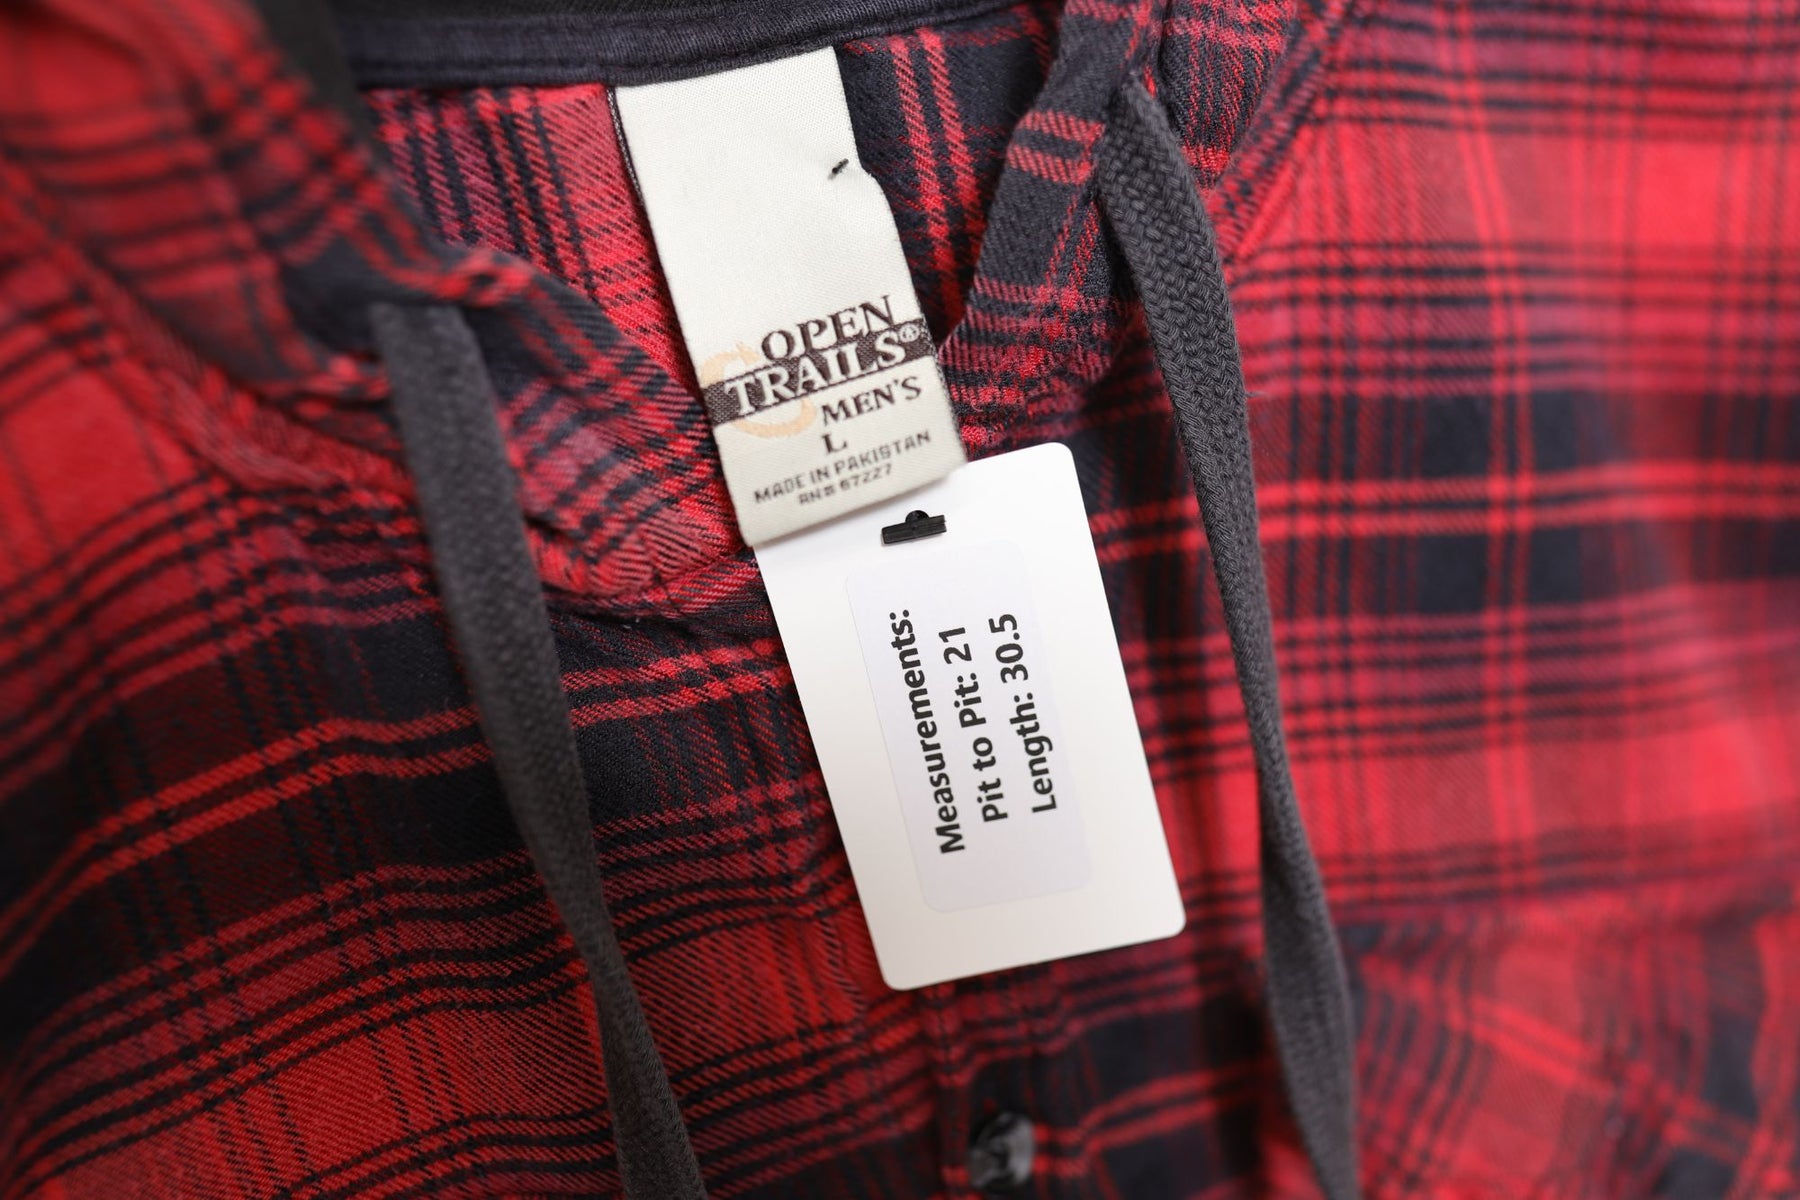 OPEN
TRAILS®
MEN'S
L
MADE IN PAKISTAN
RN# 67227
Measurements:
Pit to Pit: 21
Length: 30.5